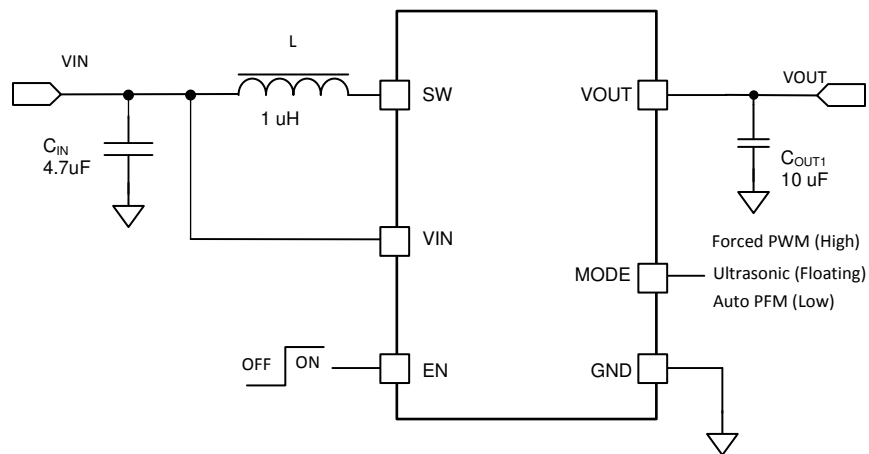 L
VIN
VOUT
SW
VOUT
1 uH
CIN
4.7uF
COUT1
10 uF
VIN
Forced PWM (High)
MODE
Ultrasonic (Floating)
Auto PFM (Low)
OFF
ON
EN
GND